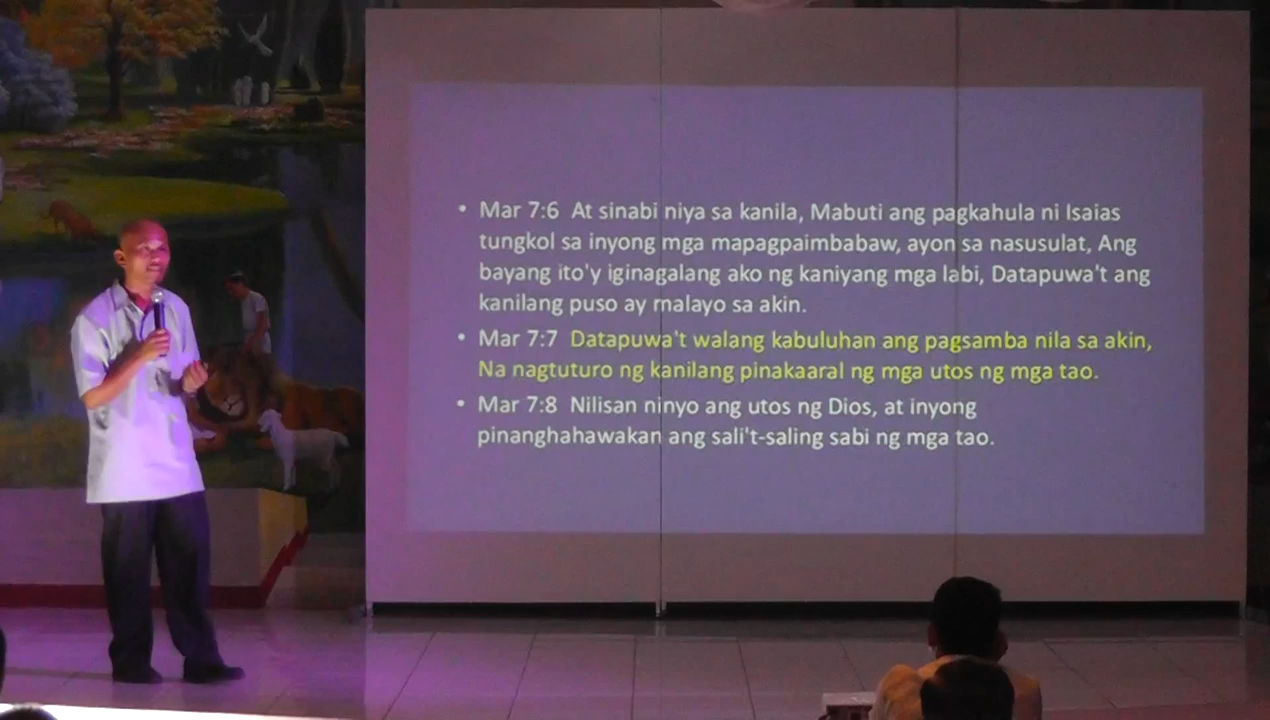 • Mar 7:6 At sinabi niya sa kanila, Mabuti ang pagkahula ni Isaias
tungkol sa inyong mga mapagpaimbabaw, ayon sa nasusulat, Ang
bayang ito'y iginagalang ako ng kaniyang mga labi, Datapuwa't ang
kanilang puso ay malayo sa akin.
• Mar 7:7 Datapuwa't walang kabuluhan ang pagsamba nila sa akin,
Na nagtuturo ng kanilang pinakaaral ng mga utos ng mga tao.
• Mar 7:8 Nilisan ninyo ang utos ng Dios, at inyong
pinanghahawakan ang sali't-saling sabi ng mga tao.